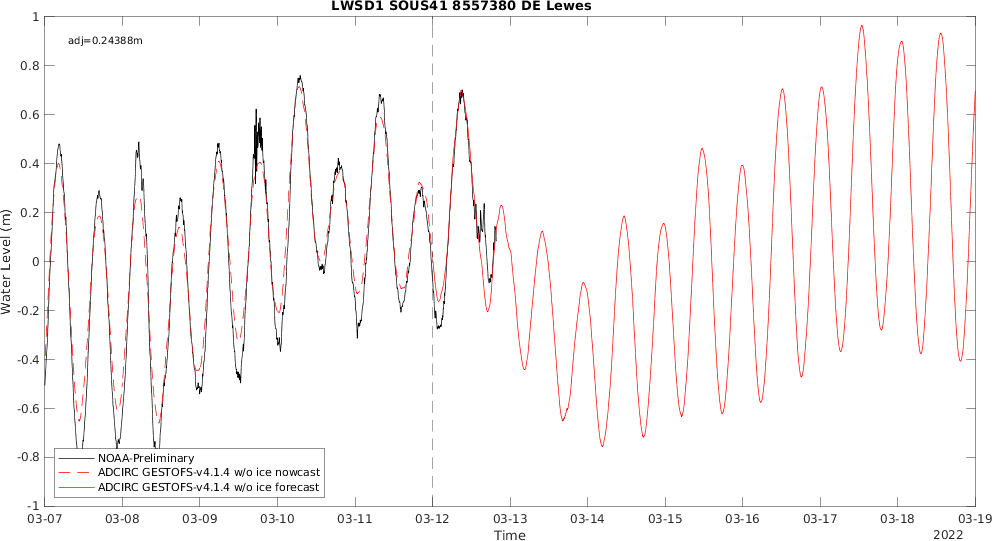 LWSD1 SOUS41 8557380 DE Lewes
adj=0.24388m
1
0.8
0.6
0.4
0.2
0
-0.2
-0.4
-0.6
-0.8
-1
Water Level (m)
NOAA-Preliminary
ADCIRC GESTOFS-v4.1.4 w/o ice nowcast
ADCIRC GESTOFS-v4.1.4 w/o ice forecast
03-07 03-08 03-09 03-10 03-11 03-12 03-13 03-14 03-15 03-16 03-17 03-18 03-19
Time
2022